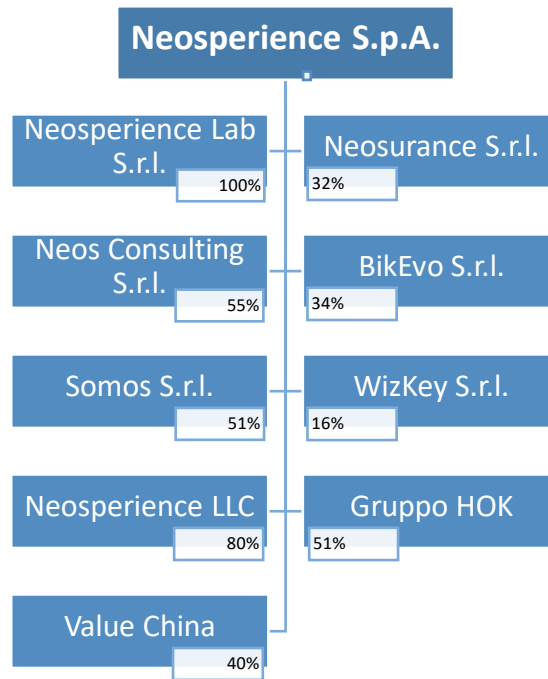 Neosperience S.p.A.
Neosperience Lab
S.r.l.
100%
Neosurance S.r.l.
32%
Neos Consulting
S.r.l.
55%
BikEvo S.r.l.
34%
Somos S.r.l.
51%
WizKey S.r.l.
16%
Neosperience LLC
80%
Gruppo HOK
51%
Value China
40%